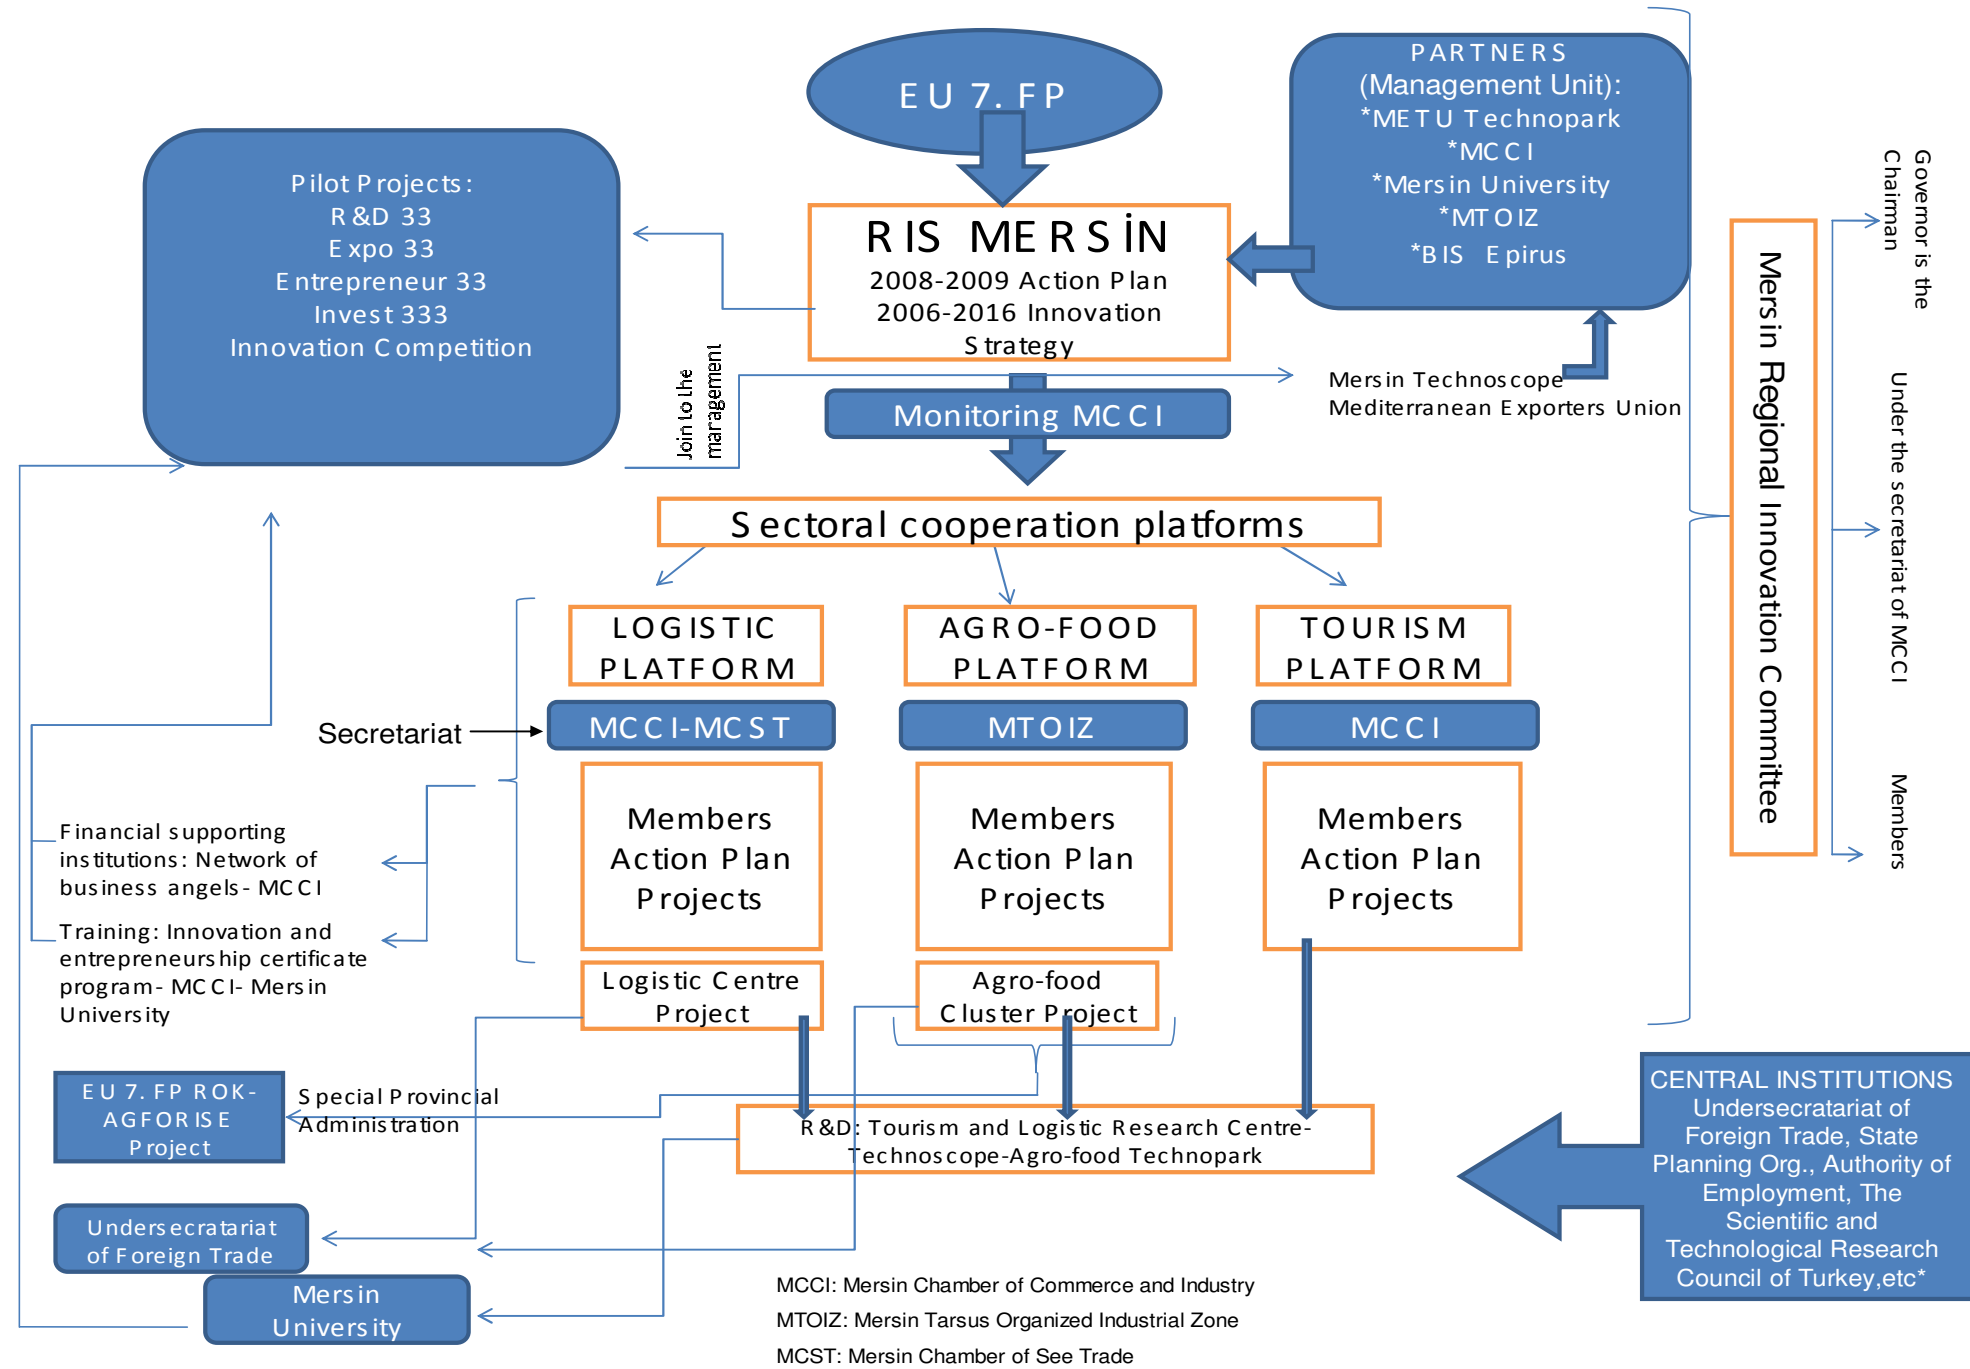 EU 7. FP
PARTNERS
(Management Unit):
*METU Technopark
*MCCI
*Mersin University
*MTOIZ
*BIS Epirus
Pilot Projects:
R&D 33
Expo 33
Entrepreneur 33
Invest 333
Innovation Competition
RIS MERSİN
2008-2009 Action Plan
2006-2016 Innovation
Strategy
Join to the
management
Mersin Technoscope
Mediterranean Exporters Union
Monitoring MCCI
Sectoral cooperation platforms
Mersin Regional Innovation Committee
Governor is the
Chairman
Under the secretariat of MCCI
Members
LOGISTIC
PLATFORM
AGRO-FOOD
PLATFORM
TOURISM
PLATFORM
Secretariat
MCCI-MCST
MTOIZ
MCCI
Members
Action Plan
Projects
Members
Action Plan
Projects
Members
Action Plan
Projects
Financial supporting
institutions: Network of
business angels- MCCI
Training: Innovation and
entrepreneurship certificate
program- MCCI- Mersin
University
Logistic Centre
Project
Agro-food
Cluster Project
EU 7. FP ROK-
AGFORISE
Project
Special Provincial
Administration
R&D: Tourism and Logistic Research Centre-
Technoscope-Agro-food Technopark
CENTRAL INSTITUTIONS
Undersecratariat of
Foreign Trade, State
Planning Org., Authority of
Employment, The
Scientific and
Technological Research
Council of Turkey,etc*
Undersecratariat
of Foreign Trade
Mersin
University
MCCI: Mersin Chamber of Commerce and Industry
MTOIZ: Mersin Tarsus Organized Industrial Zone
MCST: Mersin Chamber of See Trade